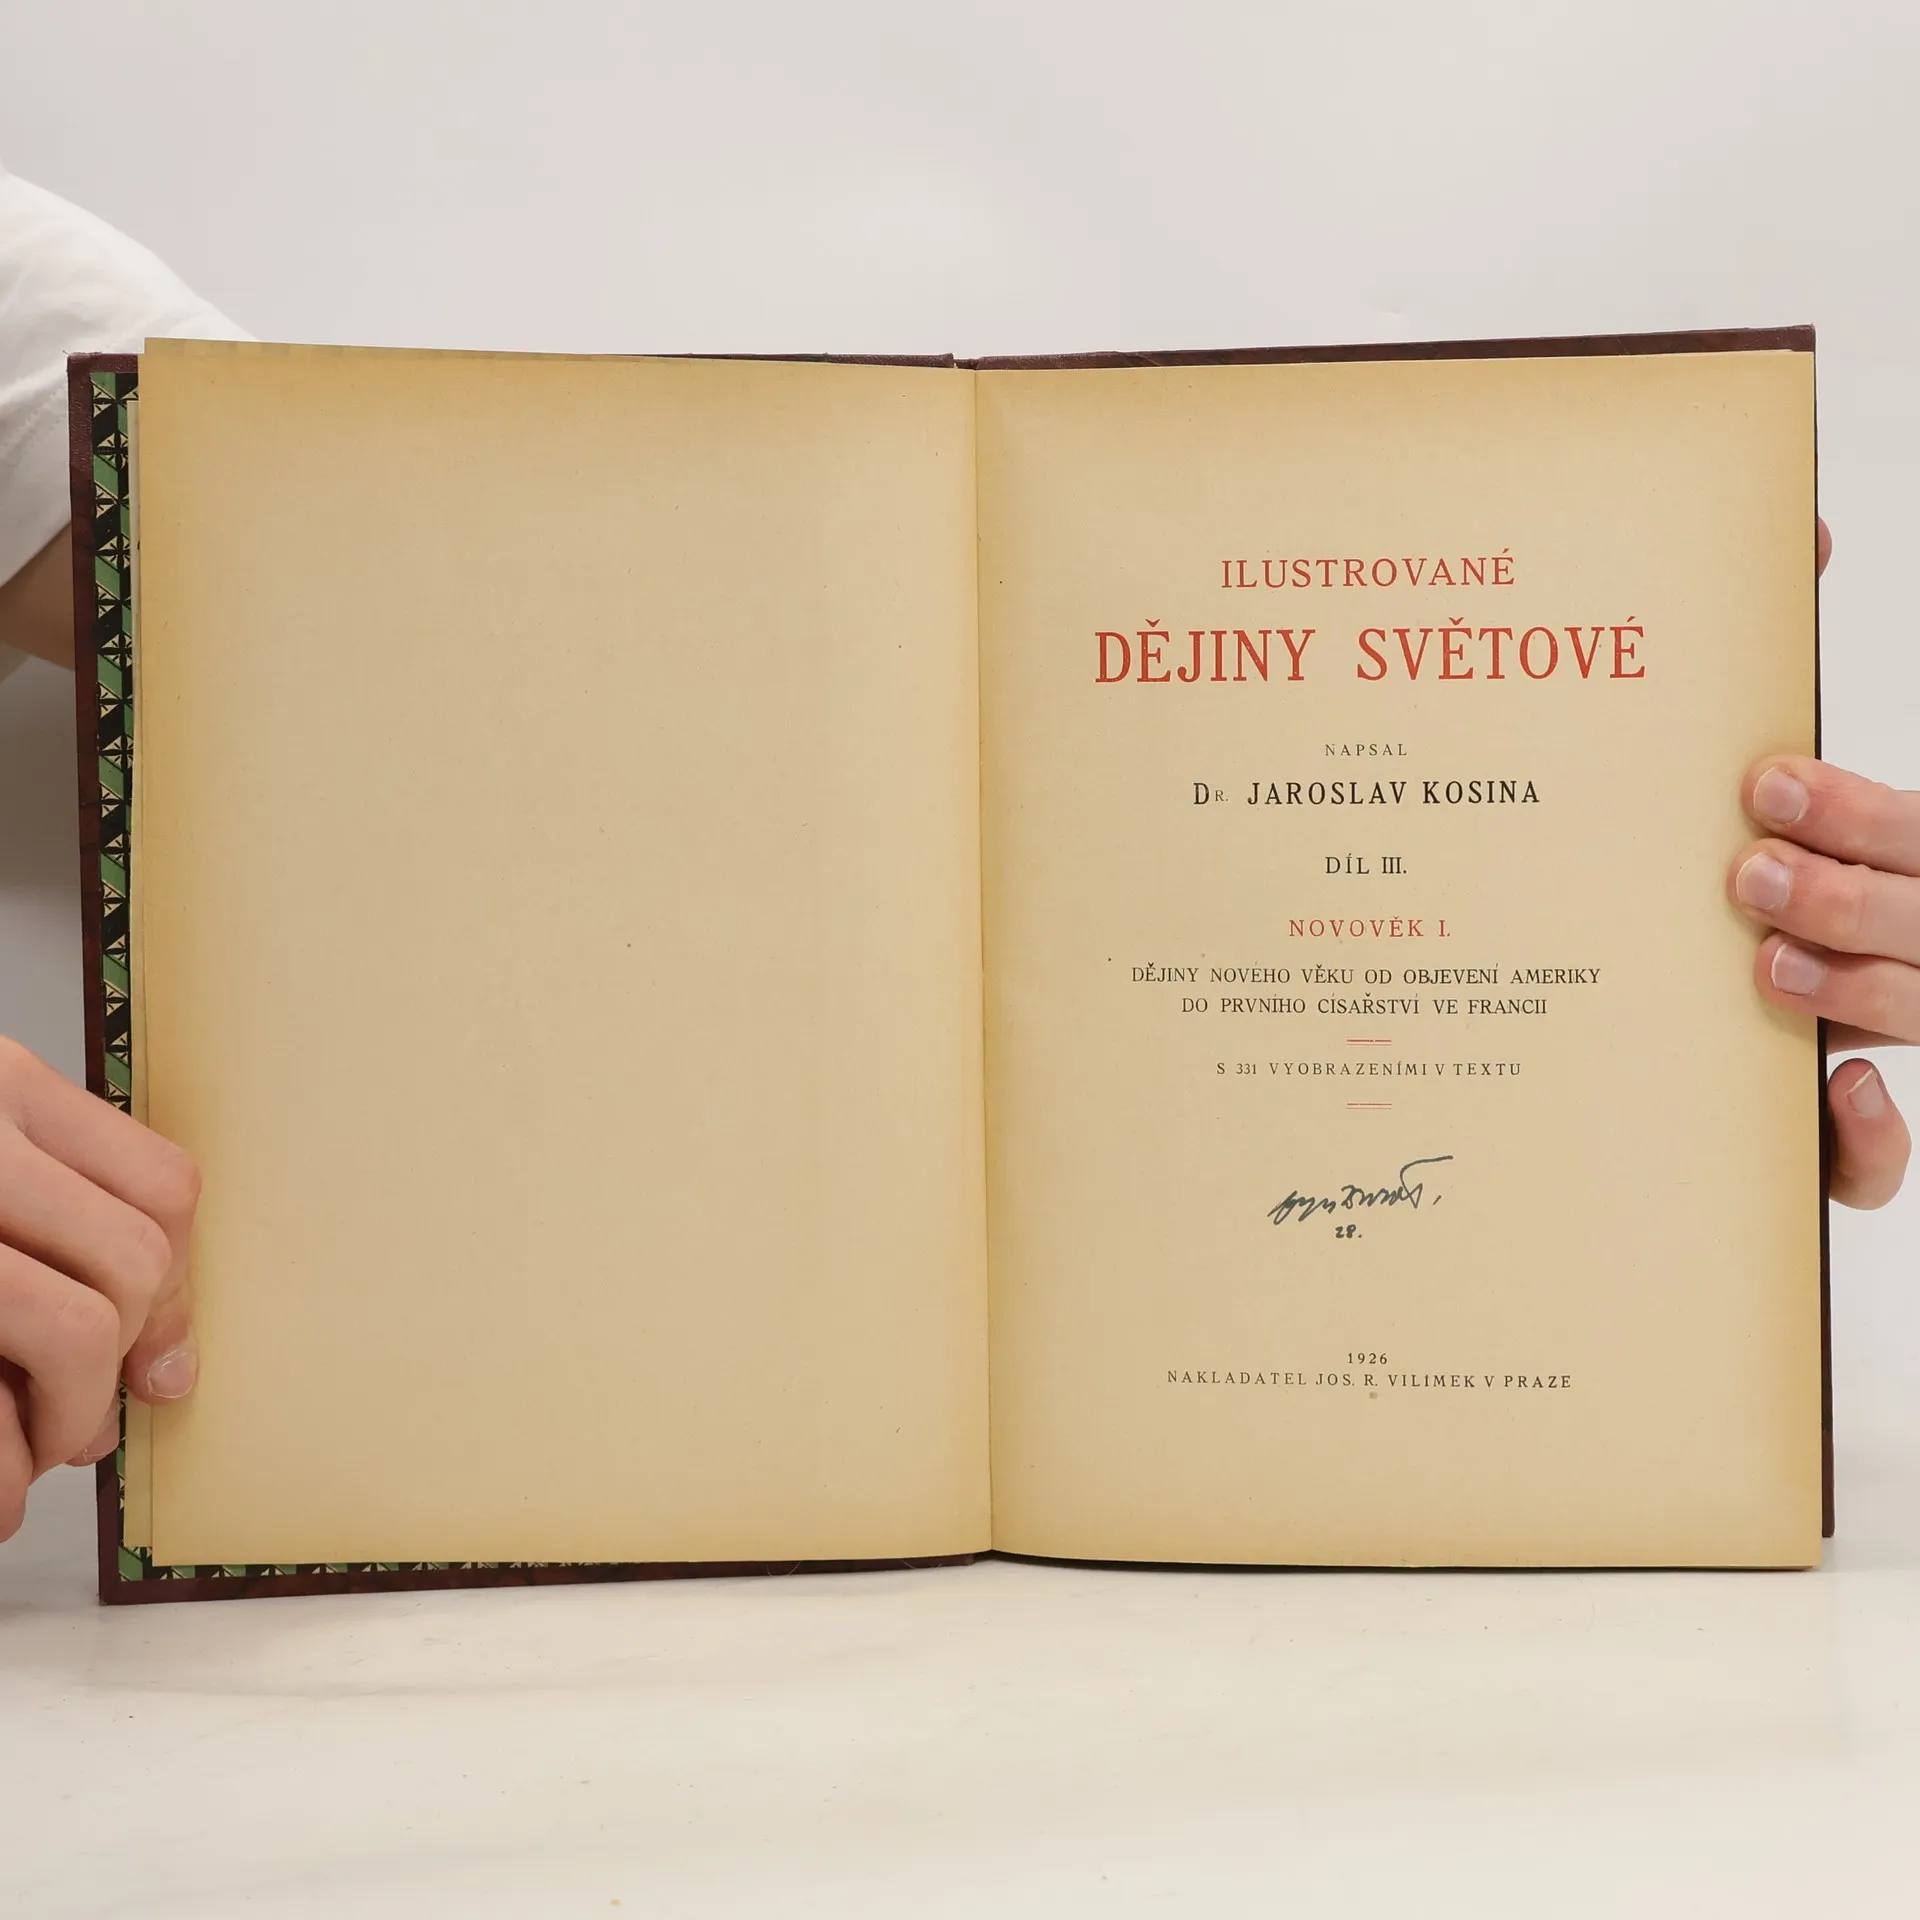 ILUSTROVANÉ
DĚJINY SVĚTOVÉ
NAPSAL
DR. JAROSLAV KOSINA
DÍL III.
NOVOVĚK I.
DĚJINY NOVÉHO VĚKU OD OBJEVENÍ AMERIKY
DO PRVNÍHO CÍSAŘSTVÍ VE FRANCII
S 331 VYOBRAZENÍMI V TEXTU
28.
1926
NAKLADATEL JOS. R. VILÍMEK V PRAZE